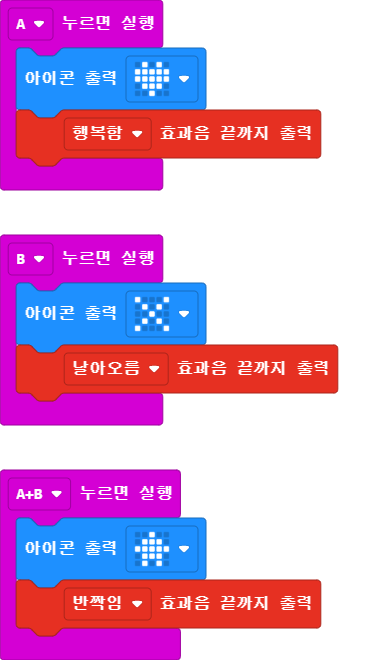 A 누르면 실행
아이콘 출력
행복함 효과음 끝까지 출력
B 누르면 실행
아이콘 출력
날아오름 효과음 끝까지 출력
A+B 누르면 실행
아이콘 출력
반짝임 효과음 끝까지 출력